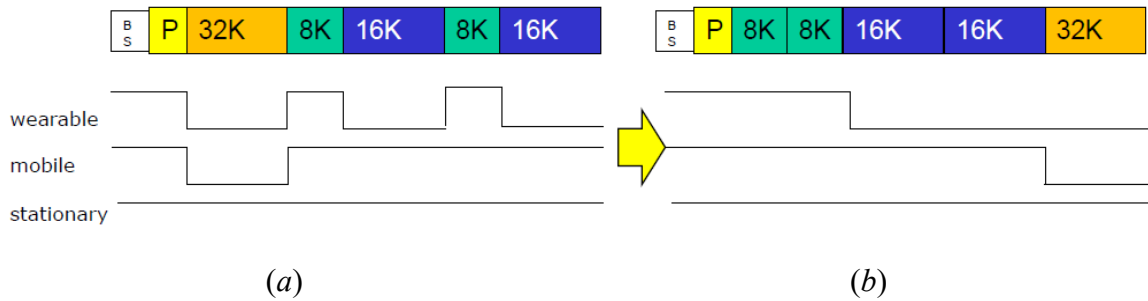 B S P 32K 8K 16K 8K 16K
B S P 8K 8K 16K 16K 32K
wearable
mobile
stationary
(a)
(b)